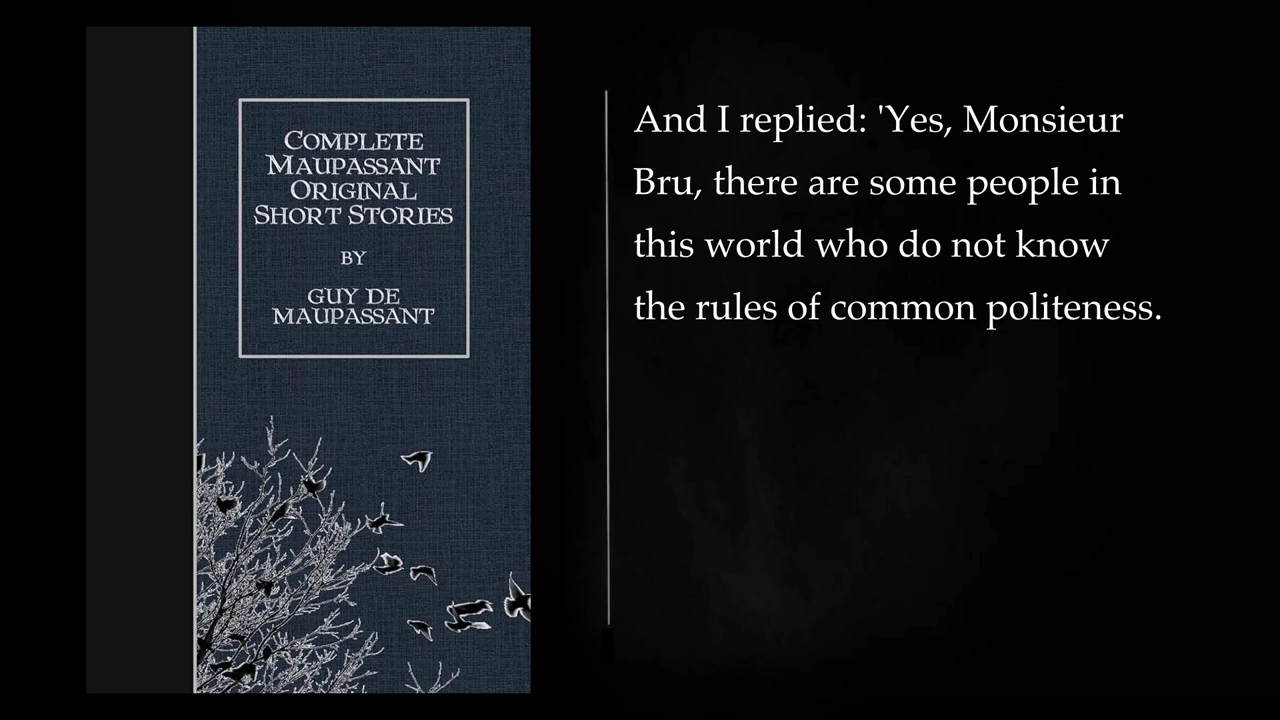 COMPLETE
MAUPASSANT
ORIGINAL
SHORT STORIES
BY
GUY DE
MAUPASSANT
And I replied: 'Yes, Monsieur
Bru, there are some people in
this world who do not know
the rules of common politeness.